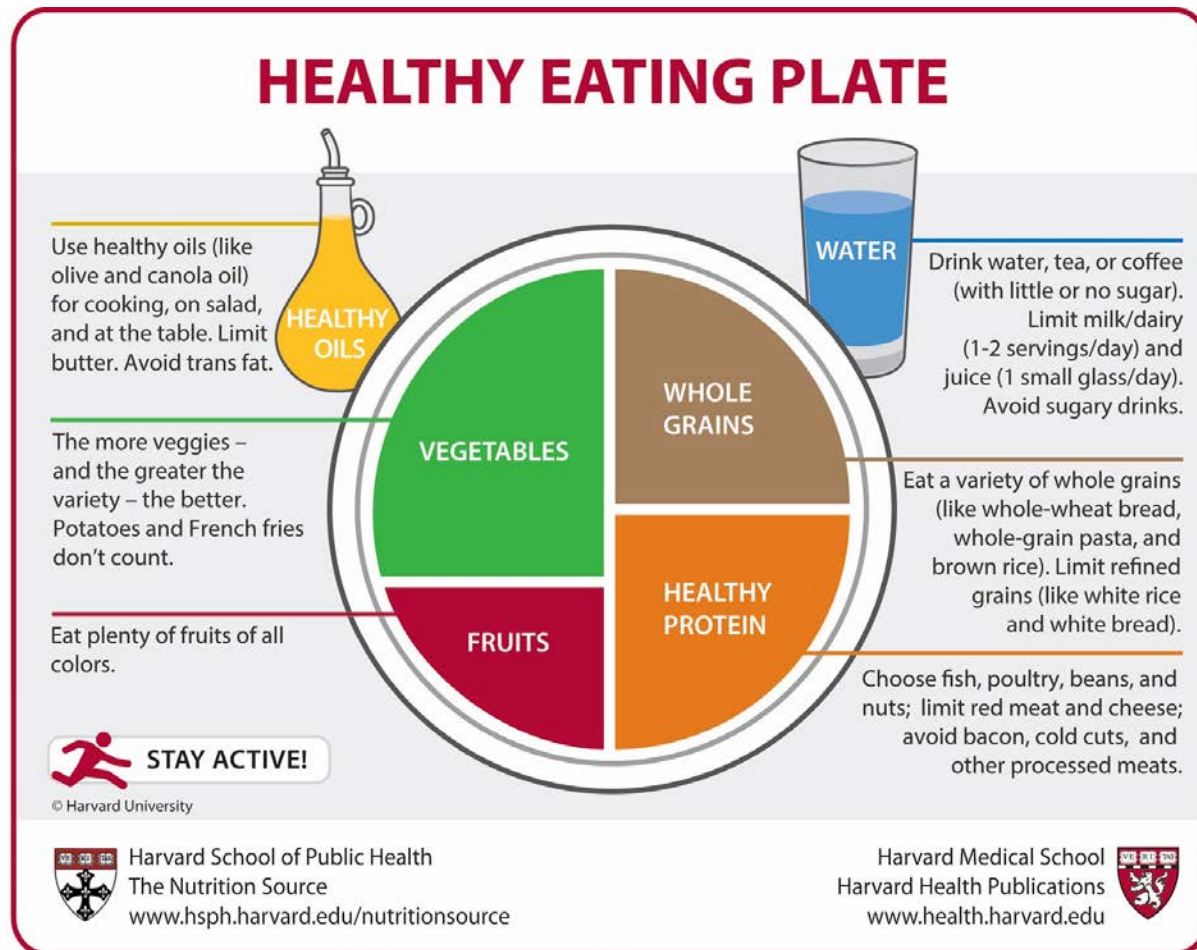 HEALTHY EATING PLATE
HEALTHY
OILS
Use healthy oils (like
olive and canola oil)
for cooking, on salad,
and at the table. Limit
butter. Avoid trans fat.
WATER
Drink water, tea, or coffee
(with little or no sugar).
Limit milk/dairy
(1-2 servings/day) and
juice (1 small glass/day).
Avoid sugary drinks.
VEGETABLES
The more veggies –
and the greater the
variety – the better.
Potatoes and French fries
don’t count.
WHOLE
GRAINS
Eat a variety of whole grains
(like whole-wheat bread,
whole-grain pasta, and
brown rice). Limit refined
grains (like white rice
and white bread).
FRUITS
Eat plenty of fruits of all
colors.
HEALTHY
PROTEIN
Choose fish, poultry, beans, and
nuts; limit red meat and cheese;
avoid bacon, cold cuts, and
other processed meats.
STAY ACTIVE!
© Harvard University
Harvard School of Public Health
The Nutrition Source
www.hsph.harvard.edu/nutritionsource
Harvard Medical School
Harvard Health Publications
www.health.harvard.edu
VE RI TAS